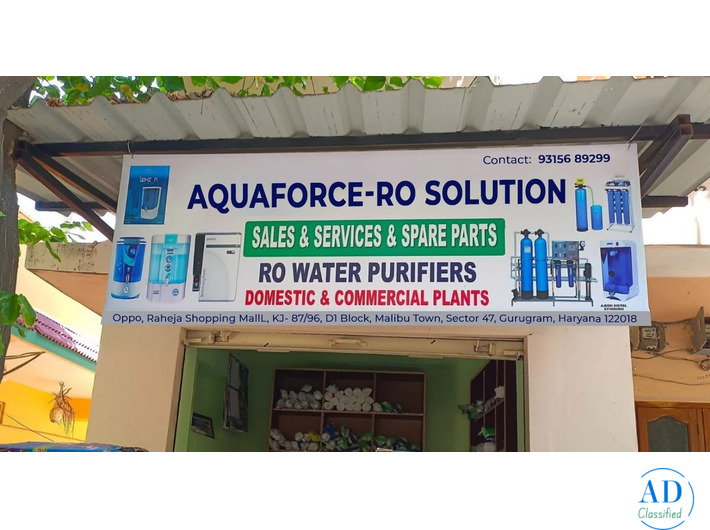 Contact: 93156 89299
AQUAFORCE-RO SOLUTION
SALES & SERVICES & SPARE PARTS
RO WATER PURIFIERS
DOMESTIC & COMMERCIAL PLANTS
Oppo, Raheja Shopping MallL, KJ- 87/96, D1 Block, Malibu Town, Sector 47, Gurugram, Haryana 122018
AD
Classified